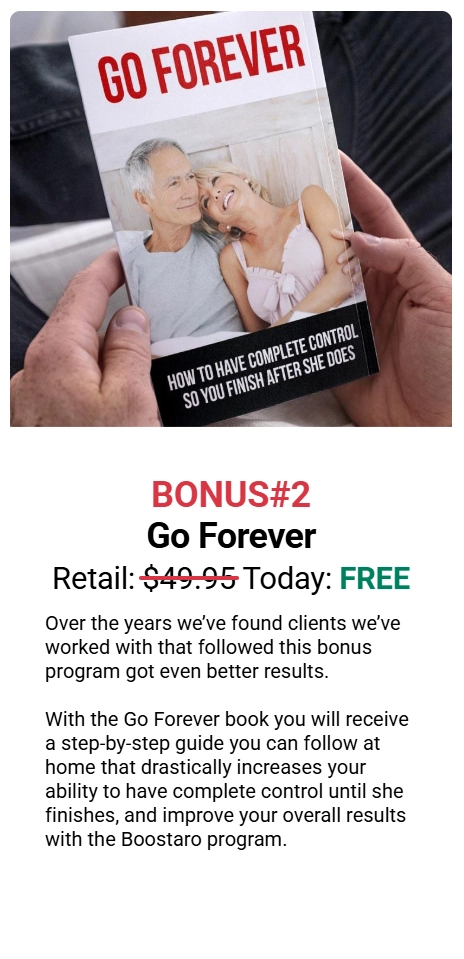 GO FOREVER
HOW TO HAVE COMPLETE CONTROL
SO YOU FINISH AFTER SHE DOES
BONUS#2
Go Forever
Retail: $49.95 Today: FREE
Over the years we’ve found clients we’ve
worked with that followed this bonus
program got even better results.
With the Go Forever book you will receive
a step-by-step guide you can follow at
home that drastically increases your
ability to have complete control until she
finishes, and improve your overall results
with the Boostaro program.